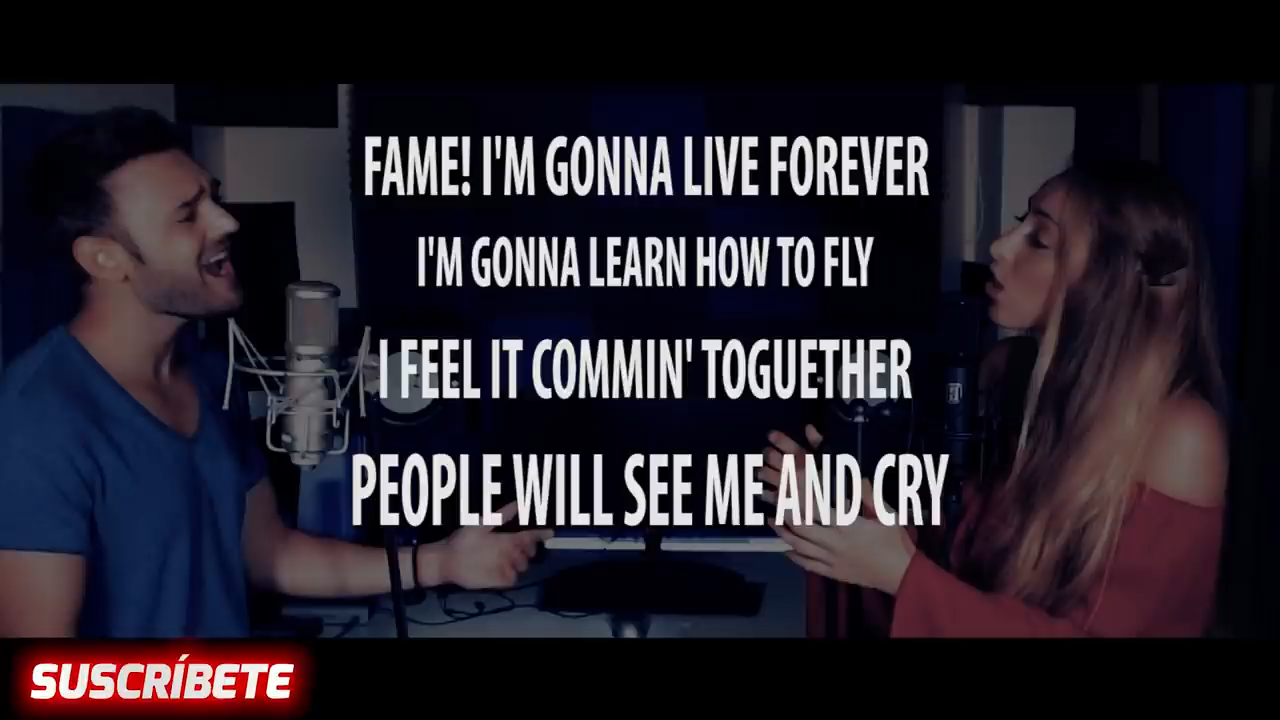 FAME! I'M GONNA LIVE FOREVER
I'M GONNA LEARN HOW TO FLY
I FEEL IT COMMIN' TOGUETHER
PEOPLE WILL SEE ME AND CRY
SUSCRÍBETE